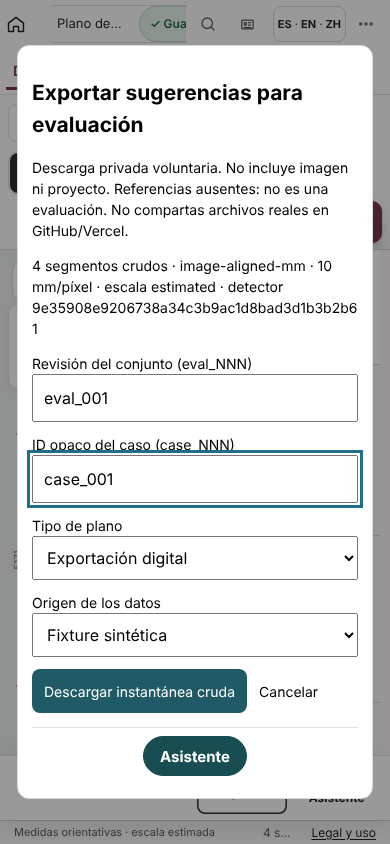 Plano de...
✓ Gua
ES · EN · ZH
Exportar sugerencias para
evaluación
Descarga privada voluntaria. No incluye imagen
ni proyecto. Referencias ausentes: no es una
evaluación. No compartas archivos reales en
GitHub/Vercel.
4 segmentos crudos · image-aligned-mm · 10
mm/píxel · escala estimated · detector
9e35908e9206738a34c3b9ac1d8bad3d1b3b2b6
1
Revisión del conjunto (eval_NNN)
eval_001
ID opaco del caso (case_NNN)
case_001
Tipo de plano
Exportación digital
Origen de los datos
Fixture sintética
Descargar instantánea cruda
Cancelar
Asistente
Asistente
Medidas orientativas · escala estimada
4 s...
Legal y uso